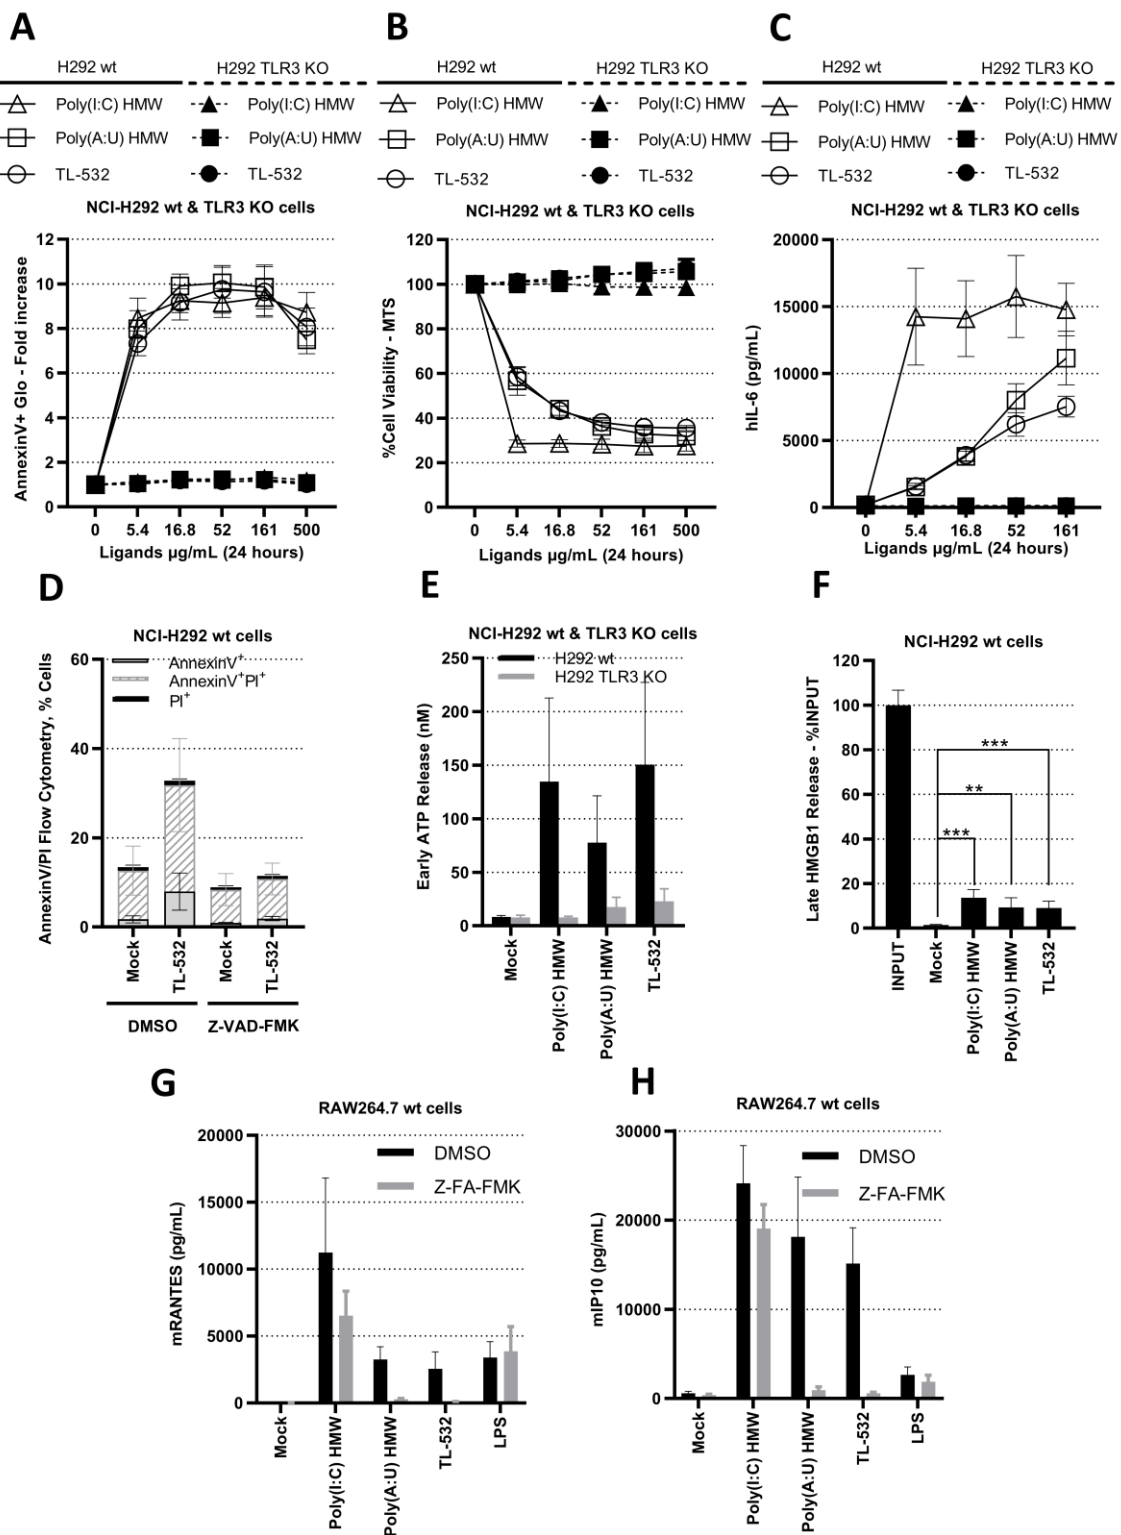 A
H292 wt H292 TLR3 KO
Poly(I:C) HMW Poly(I:C) HMW
Poly(A:U) HMW Poly(A:U) HMW
TL-532 TL-532
NCI-H292 wt & TLR3 KO cells
AnnexinV+ Glo - Fold increase
12
10
8
6
4
2
0
0 5.4 16.8 52 161 500
Ligands µg/mL (24 hours)
B
H292 wt H292 TLR3 KO
Poly(I:C) HMW Poly(I:C) HMW
Poly(A:U) HMW Poly(A:U) HMW
TL-532 TL-532
NCI-H292 wt & TLR3 KO cells
%Cell Viability - MTS
120
100
80
60
40
20
0
0 5.4 16.8 52 161 500
Ligands µg/mL (24 hours)
C
H292 wt H292 TLR3 KO
Poly(I:C) HMW Poly(I:C) HMW
Poly(A:U) HMW Poly(A:U) HMW
TL-532 TL-532
NCI-H292 wt & TLR3 KO cells
hIL-6 (pg/mL)
20000
15000
10000
5000
0
0 5.4 16.8 52 161
Ligands µg/mL (24 hours)
D
NCI-H292 wt cells
AnnexinV/PI Flow Cytometry, % Cells
60
40
20
0
AnnexinV+
AnnexinV+PI+
PI+
Mock TL-532 Mock TL-532
DMSO Z-VAD-FMK
E
NCI-H292 wt & TLR3 KO cells
Early ATP Release (nM)
250
200
150
100
50
0
H292 wt
H292 TLR3 KO
Mock Poly(I:C) HMW Poly(A:U) HMW TL-532
F
NCI-H292 wt cells
Late HMGB1 Release - %INPUT
120
100
80
60
40
20
0
***
**
***
INPUT Mock Poly(I:C) HMW Poly(A:U) HMW TL-532
G
RAW264.7 wt cells
mRANTES (pg/mL)
20000
15000
10000
5000
0
DMSO
Z-FA-FMK
Mock Poly(I:C) HMW Poly(A:U) HMW TL-532 LPS
H
RAW264.7 wt cells
mIP10 (pg/mL)
30000
20000
10000
0
DMSO
Z-FA-FMK
Mock Poly(I:C) HMW Poly(A:U) HMW TL-532 LPS